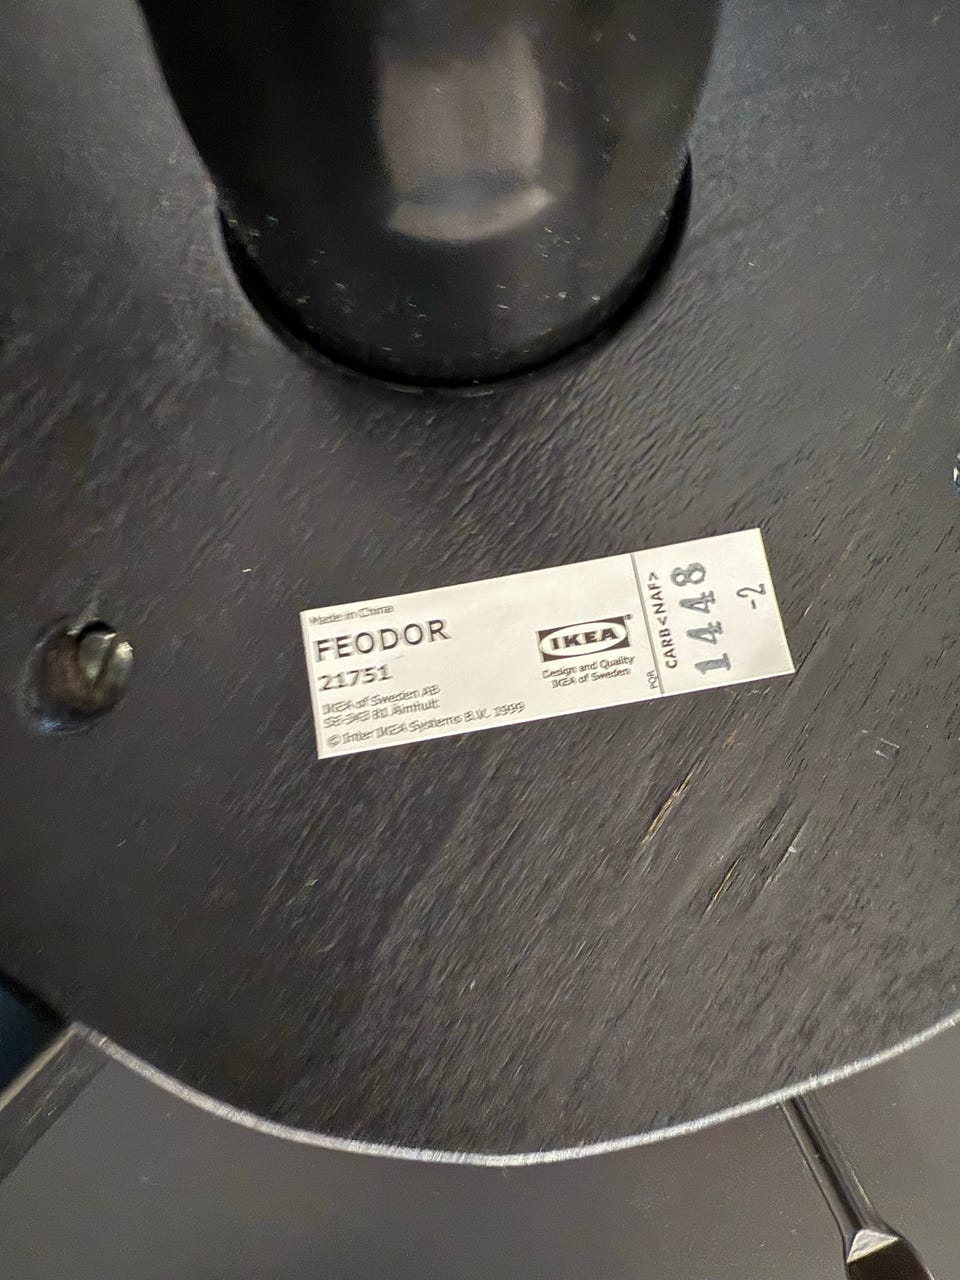 Made in China
FEODOR
21751
IKEA of Sweden AB
SE-343 81 Älmhult
© Inter IKEA Systems B.V. 1999
IKEA®
Design and Quality
IKEA of Sweden
PQR
CARB<NAF>
1448
-2